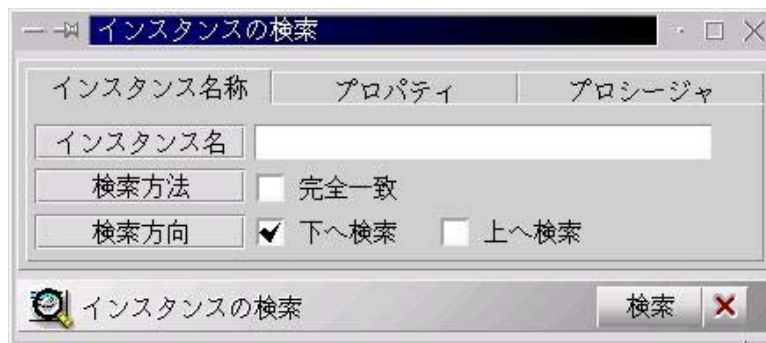 インスタンスの検索
インスタンス名称 プロパティ プロシージャ
インスタンス名
検索方法 完全一致
検索方向 下へ検索 上へ検索
インスタンスの検索 検索